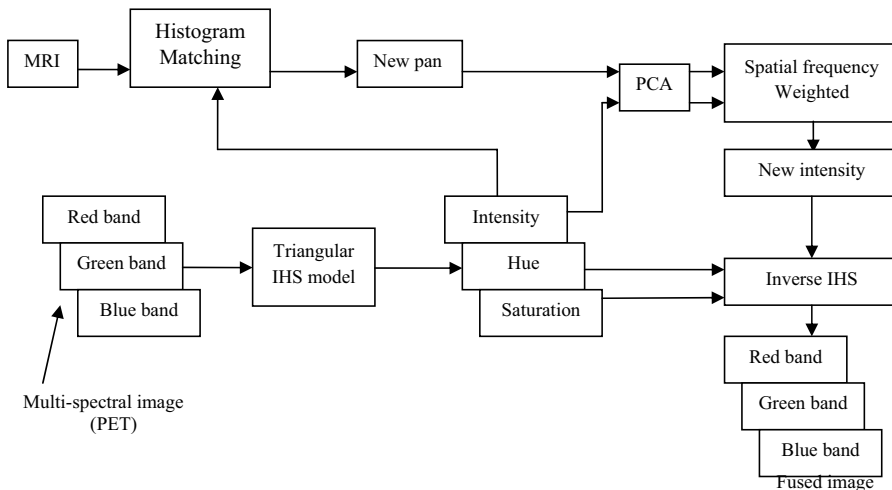 MRI
Histogram
Matching
New pan
PCA
Spatial frequency
Weighted
New intensity
Red band
Green band
Blue band
Triangular
IHS model
Intensity
Hue
Saturation
Inverse IHS
Multi-spectral image
(PET)
Red band
Green band
Blue band
Fused image